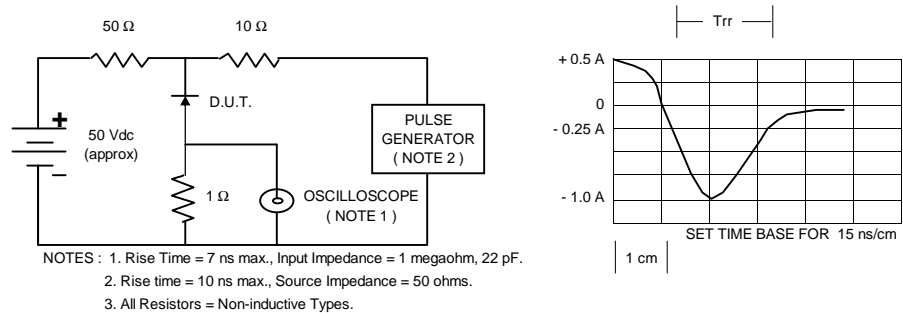 50 Ω
10 Ω
+
50 Vdc
(approx)
D.U.T.
1 Ω
OSCILLOSCOPE
( NOTE 1 )
PULSE
GENERATOR
( NOTE 2 )
NOTES : 1. Rise Time = 7 ns max., Input Impedance = 1 megaohm, 22 pF.
2. Rise time = 10 ns max., Source Impedance = 50 ohms.
3. All Resistors = Non-inductive Types.
Trr
+ 0.5 A
0
- 0.25 A
- 1.0 A
SET TIME BASE FOR 15 ns/cm
1 cm